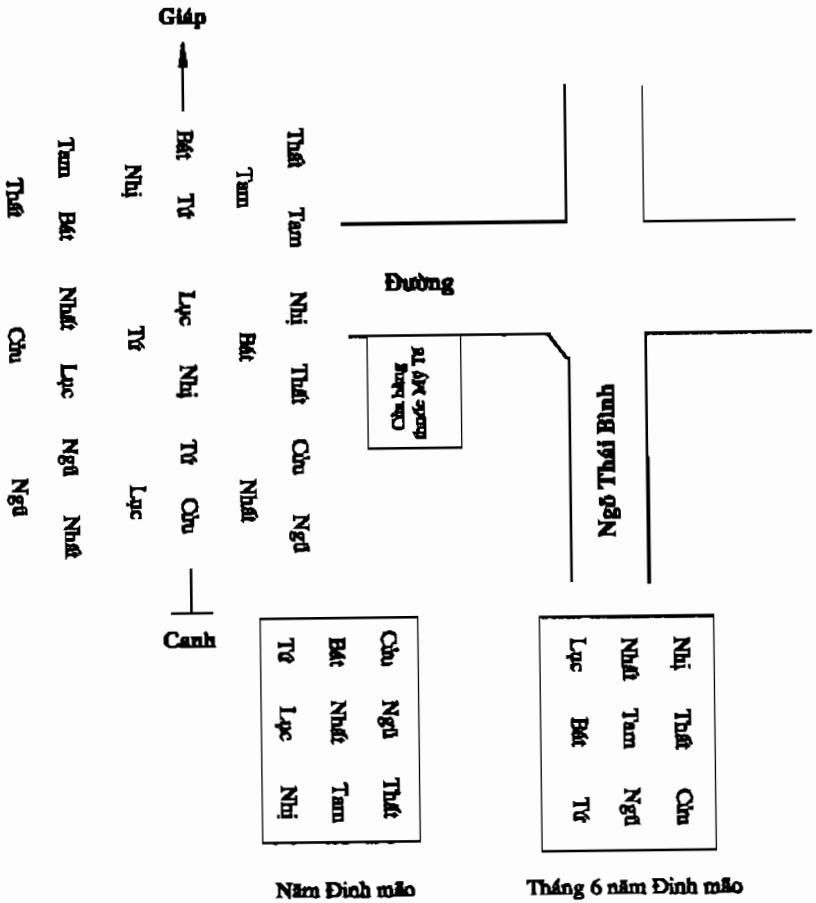 Giáp
Thất Tam Nhị Thất Cửu Ngũ
Tam Bát Nhất
Bát Tứ Lục Nhị Tứ Cửu
Nhị Tứ Lục
Tam Bát Nhất Lục Ngũ Nhất
Thất Cửu Ngũ
Canh
Đường
Cửa hàng
thuốc Mỹ
Ngõ Thái Bình
Cửu Ngũ Thất
Bát Nhất Tam
Tứ Lục Nhị
Năm Đinh mão
Nhị Thất Cửu
Nhất Tam Ngũ
Lục Bát Tứ
Tháng 6 năm Đinh mão